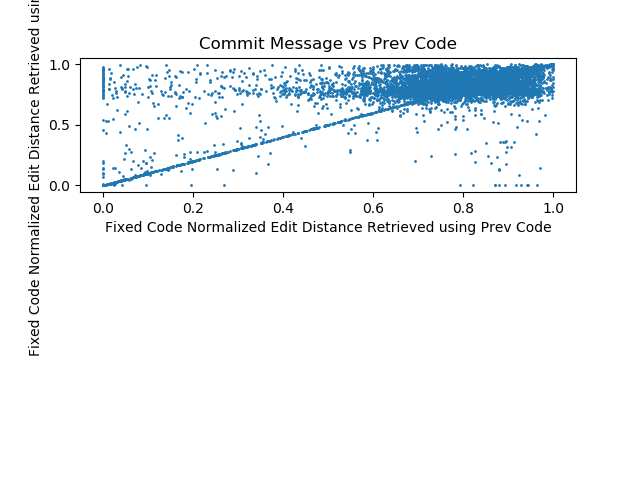 Commit Message vs Prev Code
Fixed Code Normalized Edit Distance Retrieved usin
1.0
0.5
0.0
0.0 0.2 0.4 0.6 0.8 1.0
Fixed Code Normalized Edit Distance Retrieved using Prev Code